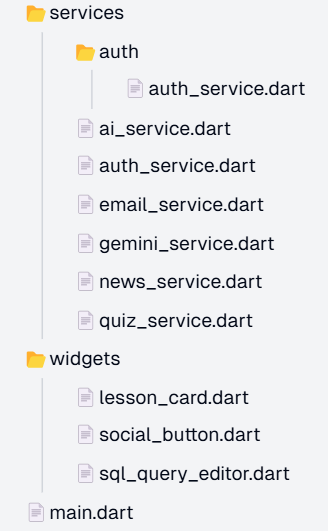 services
auth
auth_service.dart
ai_service.dart
auth_service.dart
email_service.dart
gemini_service.dart
news_service.dart
quiz_service.dart
widgets
lesson_card.dart
social_button.dart
sql_query_editor.dart
main.dart